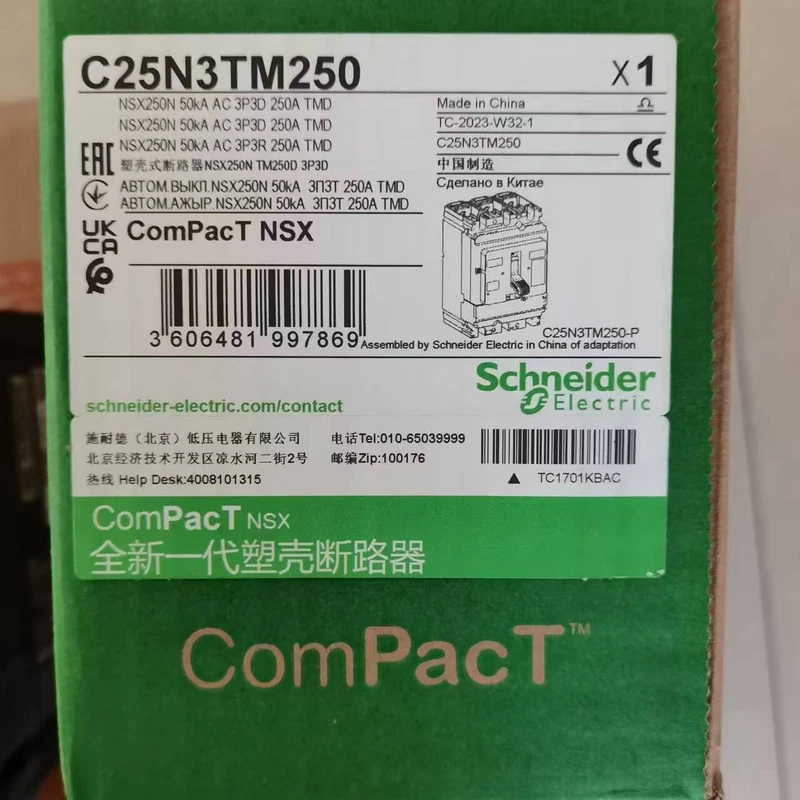 C25N3TM250 X1
NSX250N 50kA AC 3P3D 250A TMD
NSX250N 50kA AC 3P3D 250A TMD
NSX250N 50kA AC 3P3R 250A TMD
塑壳式断路器NSX250N TM250D 3P3D
АВТОМ.ВЫКЛ.NSX250N 50kA 3П3Т 250A TMD
АВТОМ.АЖЫР.NSX250N 50kA 3П3Т 250A TMD
Made in China
TC-2023-W32-1
C25N3TM250
中国制造
Сделано в Китае
CE
EAC
UK
CA
ComPacT NSX
3 606481 997869
C25N3TM250-P
Assembled by Schneider Electric in China of adaptation
schneider-electric.com/contact
Schneider
Electric
施耐德（北京）低压电器有限公司 电话Tel:010-65039999
北京经济技术开发区凉水河二街2号 邮编Zip:100176
热线 Help Desk:4008101315
▲ TC1701KBAC
ComPacT NSX
全新一代塑壳断路器
ComPacT™